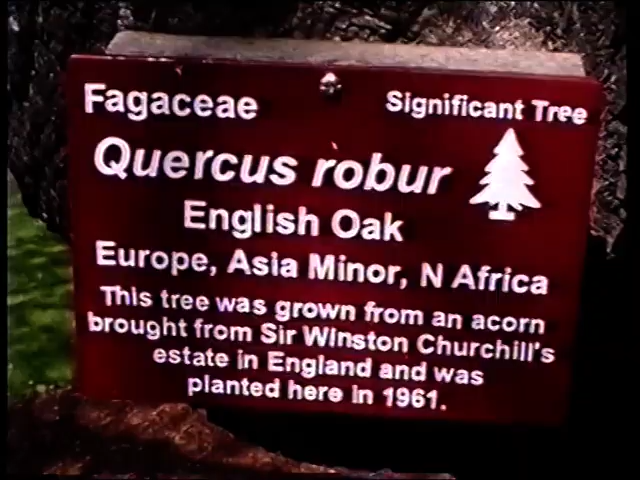 Fagaceae
Significant Tree
Quercus robur
English Oak
Europe, Asia Minor, N Africa
This tree was grown from an acorn
brought from Sir Winston Churchill's
estate in England and was
planted here in 1961.